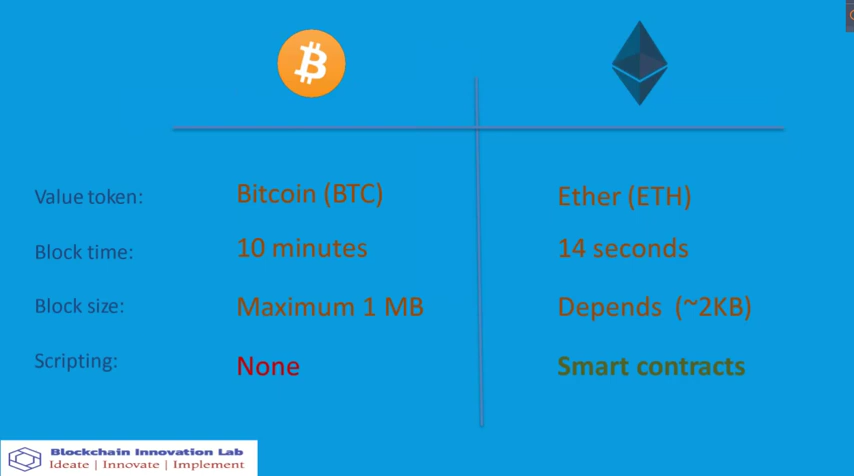 Value token: Bitcoin (BTC) Ether (ETH)
Block time: 10 minutes 14 seconds
Block size: Maximum 1 MB Depends (~2KB)
Scripting: None Smart contracts
Blockchain Innovation Lab
Ideate | Innovate | Implement